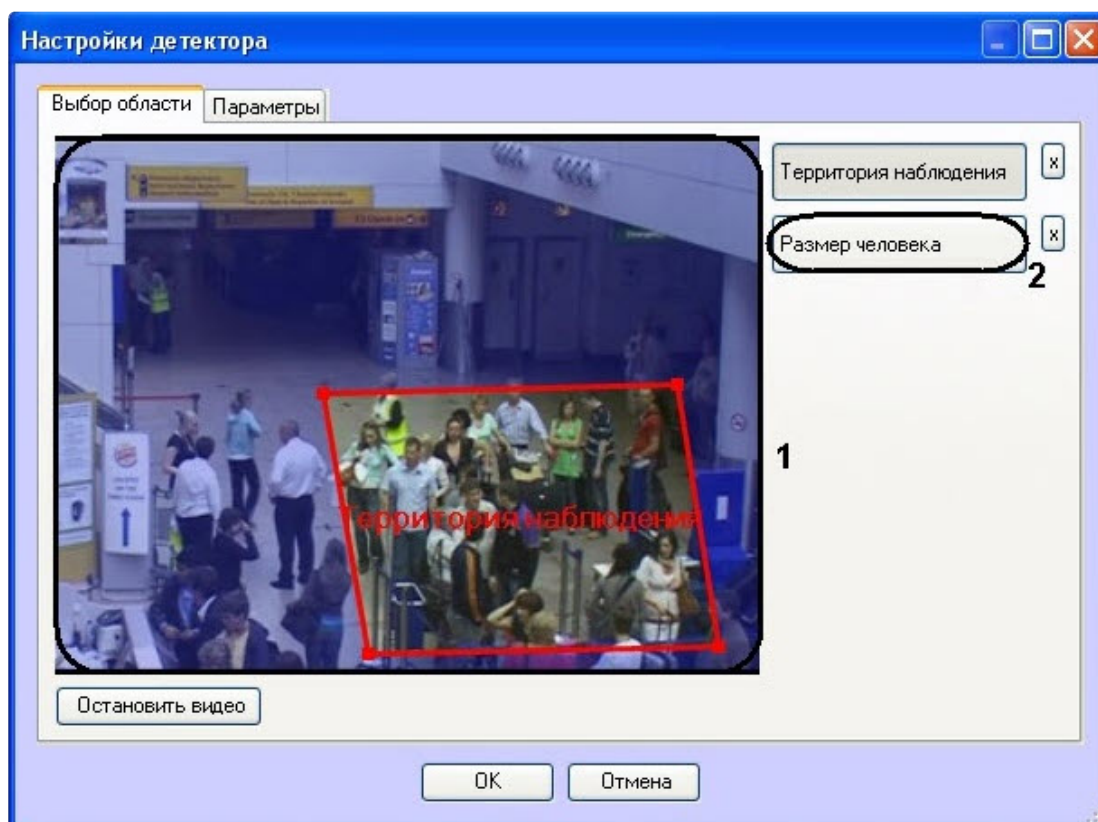 Настройки детектора
Выбор области
Параметры
Территория наблюдения
x
Размер человека
x
2
1
Территория наблюдения
Остановить видео
OK
Отмена